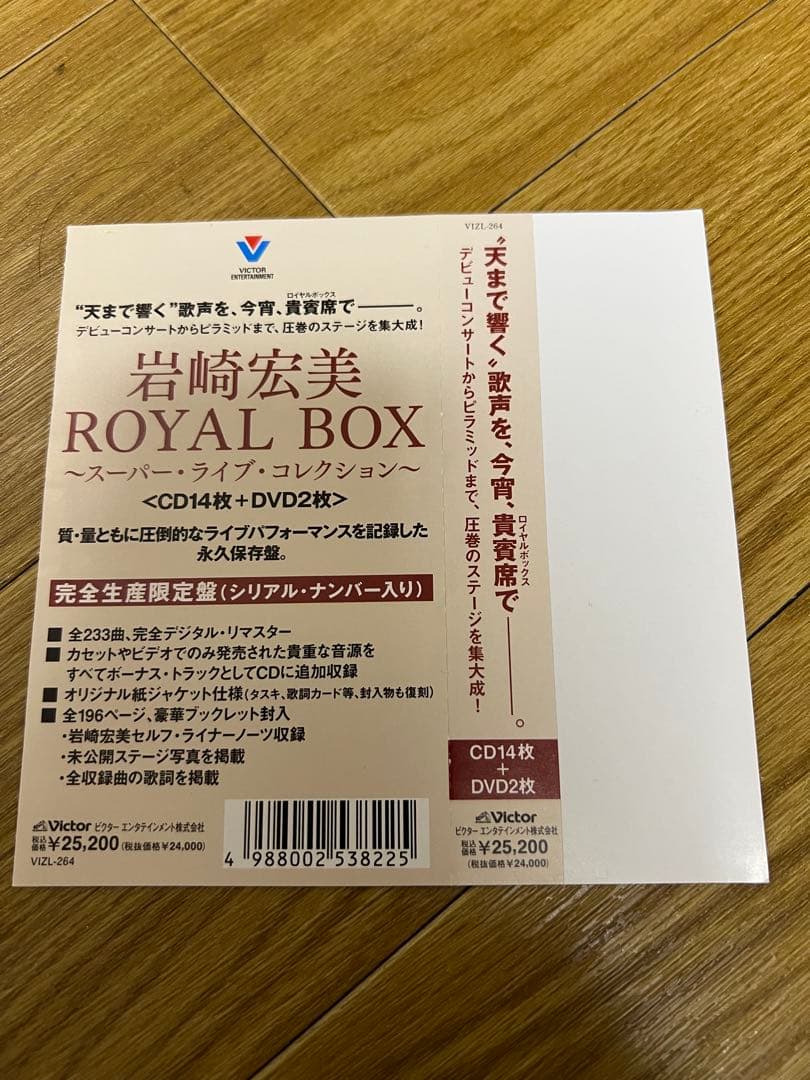 VICTOR
ENTERTAINMENT
ロイヤルボックス
“天まで響く”歌声を、今宵、貴賓席で———。
デビューコンサートからピラミッドまで、圧巻のステージを集大成!
岩崎宏美
ROYAL BOX
～スーパー・ライブ・コレクション～
<CD14枚+DVD2枚>
質・量ともに圧倒的なライブパフォーマンスを記録した
永久保存盤。
完全生産限定盤(シリアル・ナンバー入り)
■ 全233曲、完全デジタル・リマスター
■ カセットやビデオでのみ発売された貴重な音源を
すべてボーナス・トラックとしてCDに追加収録
■ オリジナル紙ジャケット仕様(タスキ、歌詞カード等、封入物も復刻)
■ 全196ページ、豪華ブックレット封入
・岩崎宏美セルフ・ライナーノーツ収録
・未公開ステージ写真を掲載
・全収録曲の歌詞を掲載
Victor ビクター エンタテインメント株式会社
税込価格 ¥25,200 (税抜価格¥24,000)
VIZL-264
4 988002 538225
VIZL-264
“天まで響く”歌声を、今宵、貴賓席で———。
ロイヤルボックス
デビューコンサートからピラミッドまで、圧巻のステージを集大成!
CD14枚
+
DVD2枚
Victor
ビクター エンタテインメント株式会社
税込価格 ¥25,200
(税抜価格¥24,000)